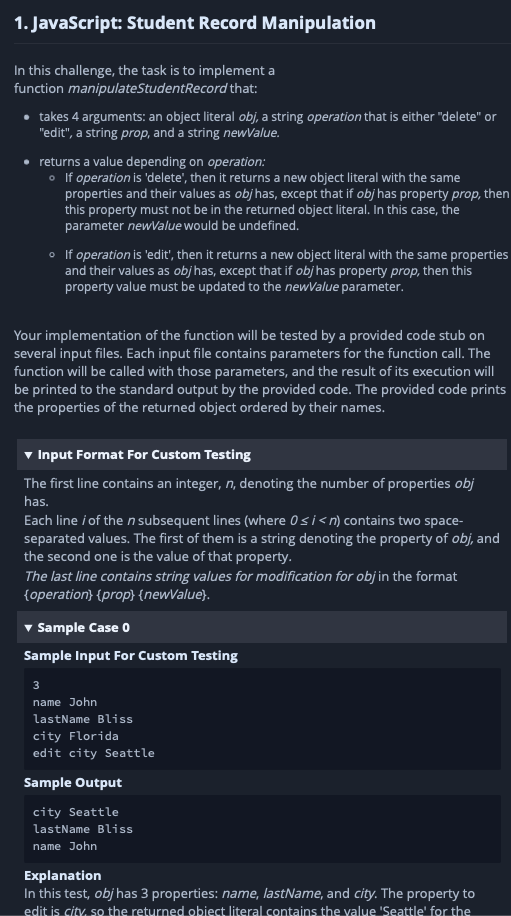 1. JavaScript: Student Record Manipulation
In this challenge, the task is to implement a
function manipulateStudentRecord that:
• takes 4 arguments: an object literal obj, a string operation that is either "delete" or
"edit", a string prop, and a string newValue.
• returns a value depending on operation:
○ If operation is 'delete', then it returns a new object literal with the same
properties and their values as obj has, except that if obj has property prop, then
this property must not be in the returned object literal. In this case, the
parameter newValue would be undefined.
○ If operation is 'edit', then it returns a new object literal with the same properties
and their values as obj has, except that if obj has property prop, then this
property value must be updated to the newValue parameter.
Your implementation of the function will be tested by a provided code stub on
several input files. Each input file contains parameters for the function call. The
function will be called with those parameters, and the result of its execution will
be printed to the standard output by the provided code. The provided code prints
the properties of the returned object ordered by their names.
▼ Input Format For Custom Testing
The first line contains an integer, n, denoting the number of properties obj
has.
Each line i of the n subsequent lines (where 0 ≤ i < n) contains two space-
separated values. The first of them is a string denoting the property of obj, and
the second one is the value of that property.
The last line contains string values for modification for obj in the format
{operation} {prop} {newValue}.
▼ Sample Case 0
Sample Input For Custom Testing
3
name John
lastName Bliss
city Florida
edit city Seattle
Sample Output
city Seattle
lastName Bliss
name John
Explanation
In this test, obj has 3 properties: name, lastName, and city. The property to
edit is city, so the returned object literal contains the value 'Seattle' for the